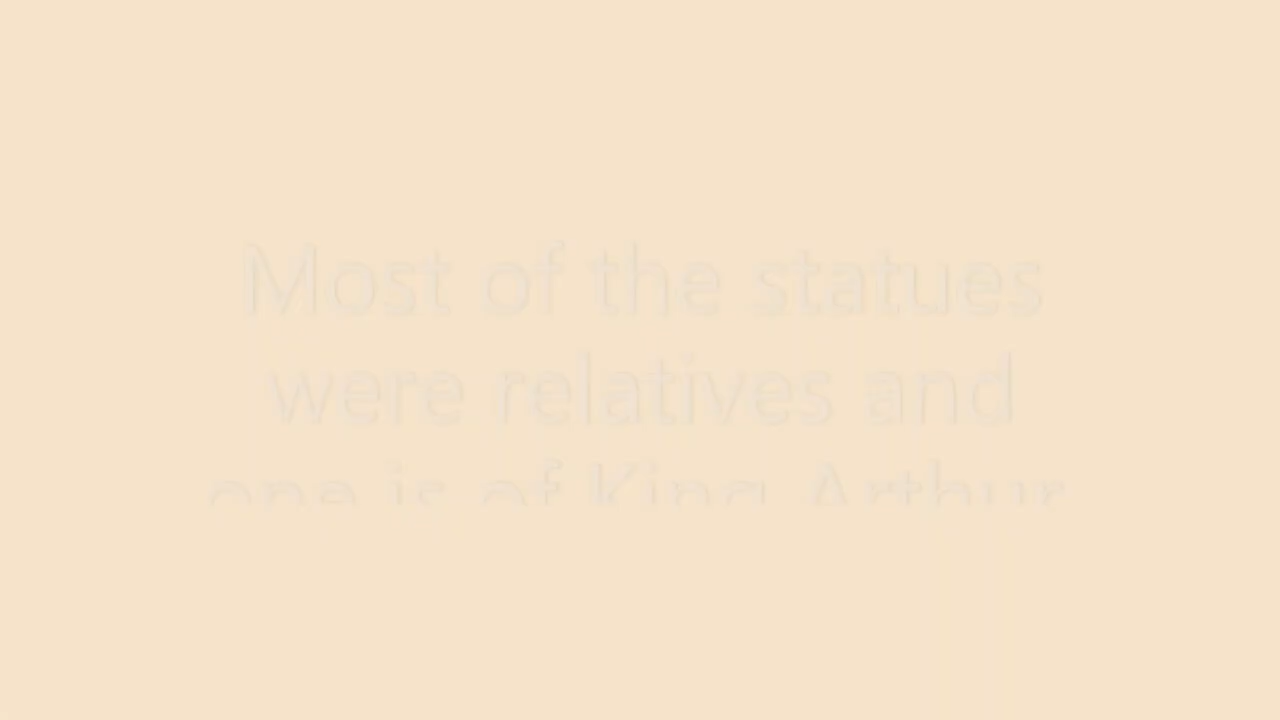 Most of the statues
were relatives and
one is of King Arthur